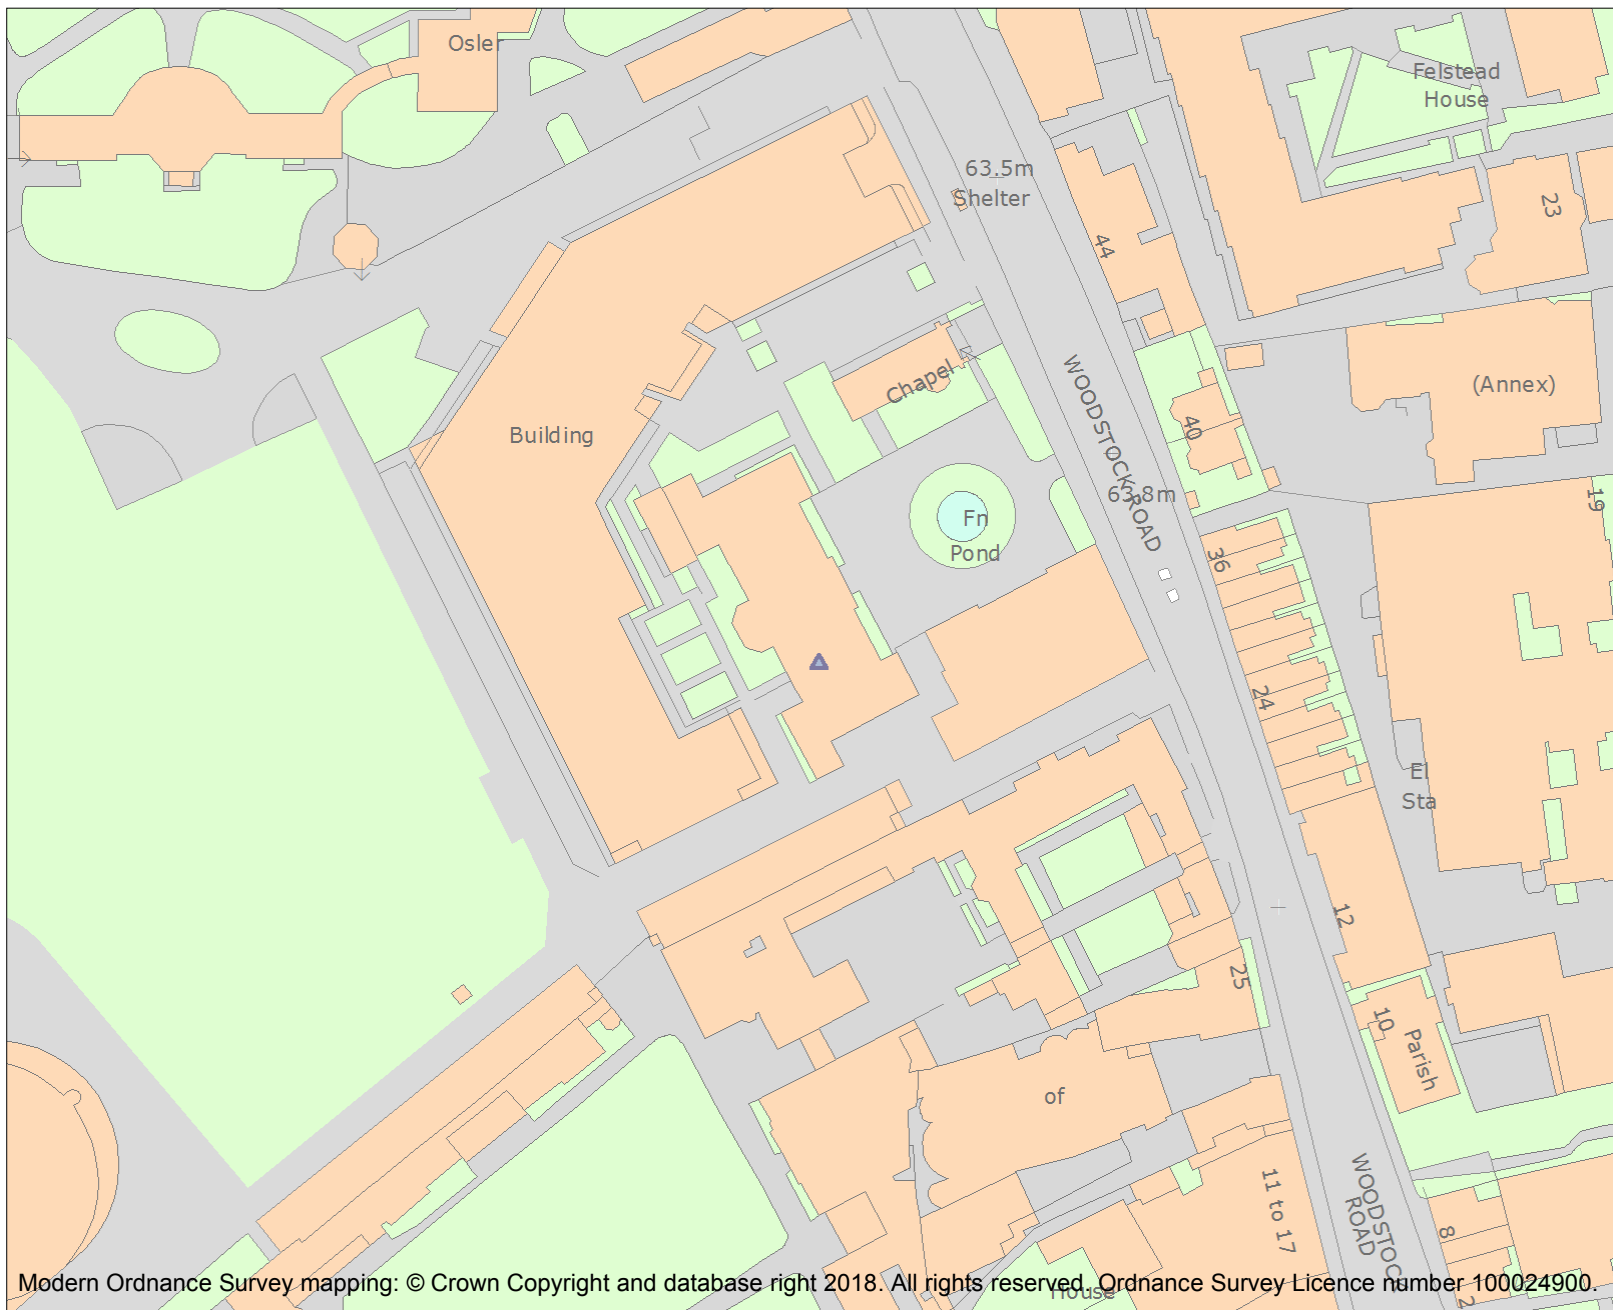 Osler
Felstead
House
63.5m
Shelter
23
44
Chapel
(Annex)
Building
WOODSTOCK ROAD
40
63.8m
19
Fn
Pond
36
24
El
Sta
12
25
10
Parish
of
11 to 17
WOODSTOCK
ROAD
8
2
House
Modern Ordnance Survey mapping: © Crown Copyright and database right 2018. All rights reserved. Ordnance Survey Licence number 100024900.